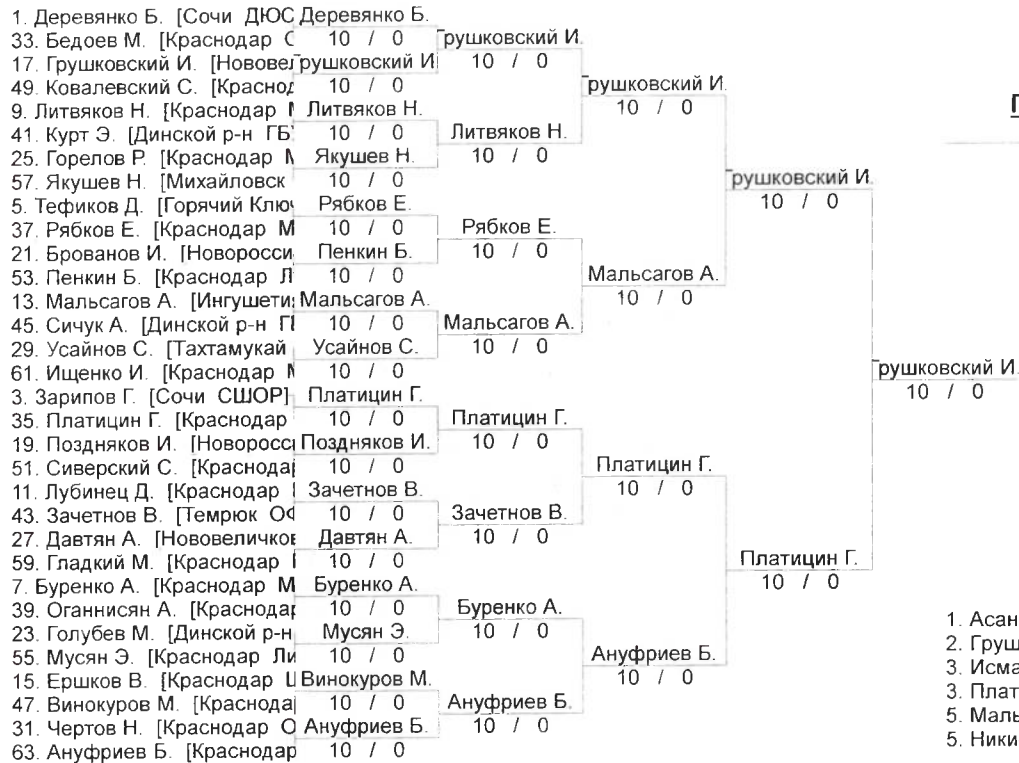 1. Деревянко Б. [Сочи ДЮС
Деревянко Б.
33. Бедоев М. [Краснодар С
10 / 0
Грушковский И.
17. Грушковский И. [Нововел
Грушковский И
10 / 0
49. Ковалевский С. [Краснод
10 / 0
Грушковский И.
9. Литвяков Н. [Краснодар М
Литвяков Н.
10 / 0
41. Курт Э. [Динской р-н ГБУ
10 / 0
Литвяков Н.
25. Горелов Р. [Краснодар М
Якушев Н.
10 / 0
57. Якушев Н. [Михайловск
10 / 0
Грушковский И.
5. Тефиков Д. [Горячий Ключ
Рябков Е.
10 / 0
37. Рябков Е. [Краснодар М
10 / 0
Рябков Е.
21. Брованов И. [Новоросси
Пенкин Б.
10 / 0
53. Пенкин Б. [Краснодар Л
10 / 0
Мальсагов А.
13. Мальсагов А. [Ингушети
Мальсагов А.
10 / 0
45. Сичук А. [Динской р-н Г
10 / 0
Мальсагов А.
29. Усайнов С. [Тахтамукай
Усайнов С.
10 / 0
61. Ищенко И. [Краснодар М
10 / 0
Грушковский И.
3. Зарипов Г. [Сочи СШОР]
Платицин Г.
10 / 0
35. Платицин Г. [Краснодар
10 / 0
Платицин Г.
19. Поздняков И. [Новоросс
Поздняков И.
10 / 0
51. Сиверский С. [Краснода
10 / 0
Платицин Г.
11. Лубинец Д. [Краснодар
Зачетнов В.
10 / 0
43. Зачетнов В. [Темрюк ОФ
10 / 0
Зачетнов В.
27. Давтян А. [Нововеличков
Давтян А.
10 / 0
59. Гладкий М. [Краснодар
10 / 0
Платицин Г.
7. Буренко А. [Краснодар М
Буренко А.
10 / 0
39. Оганнисян А. [Краснодар
10 / 0
Буренко А.
23. Голубев М. [Динской р-н
Мусян Э.
10 / 0
55. Мусян Э. [Краснодар Ли
10 / 0
Ануфриев Б.
15. Ершков В. [Краснодар Ц
Винокуров М.
10 / 0
47. Винокуров М. [Краснода
10 / 0
Ануфриев Б.
31. Чертов Н. [Краснодар О
Ануфриев Б.
10 / 0
63. Ануфриев Б. [Краснодар
10 / 0
1. Асан
2. Груш
3. Исма
3. Плат
5. Маль
5. Ники